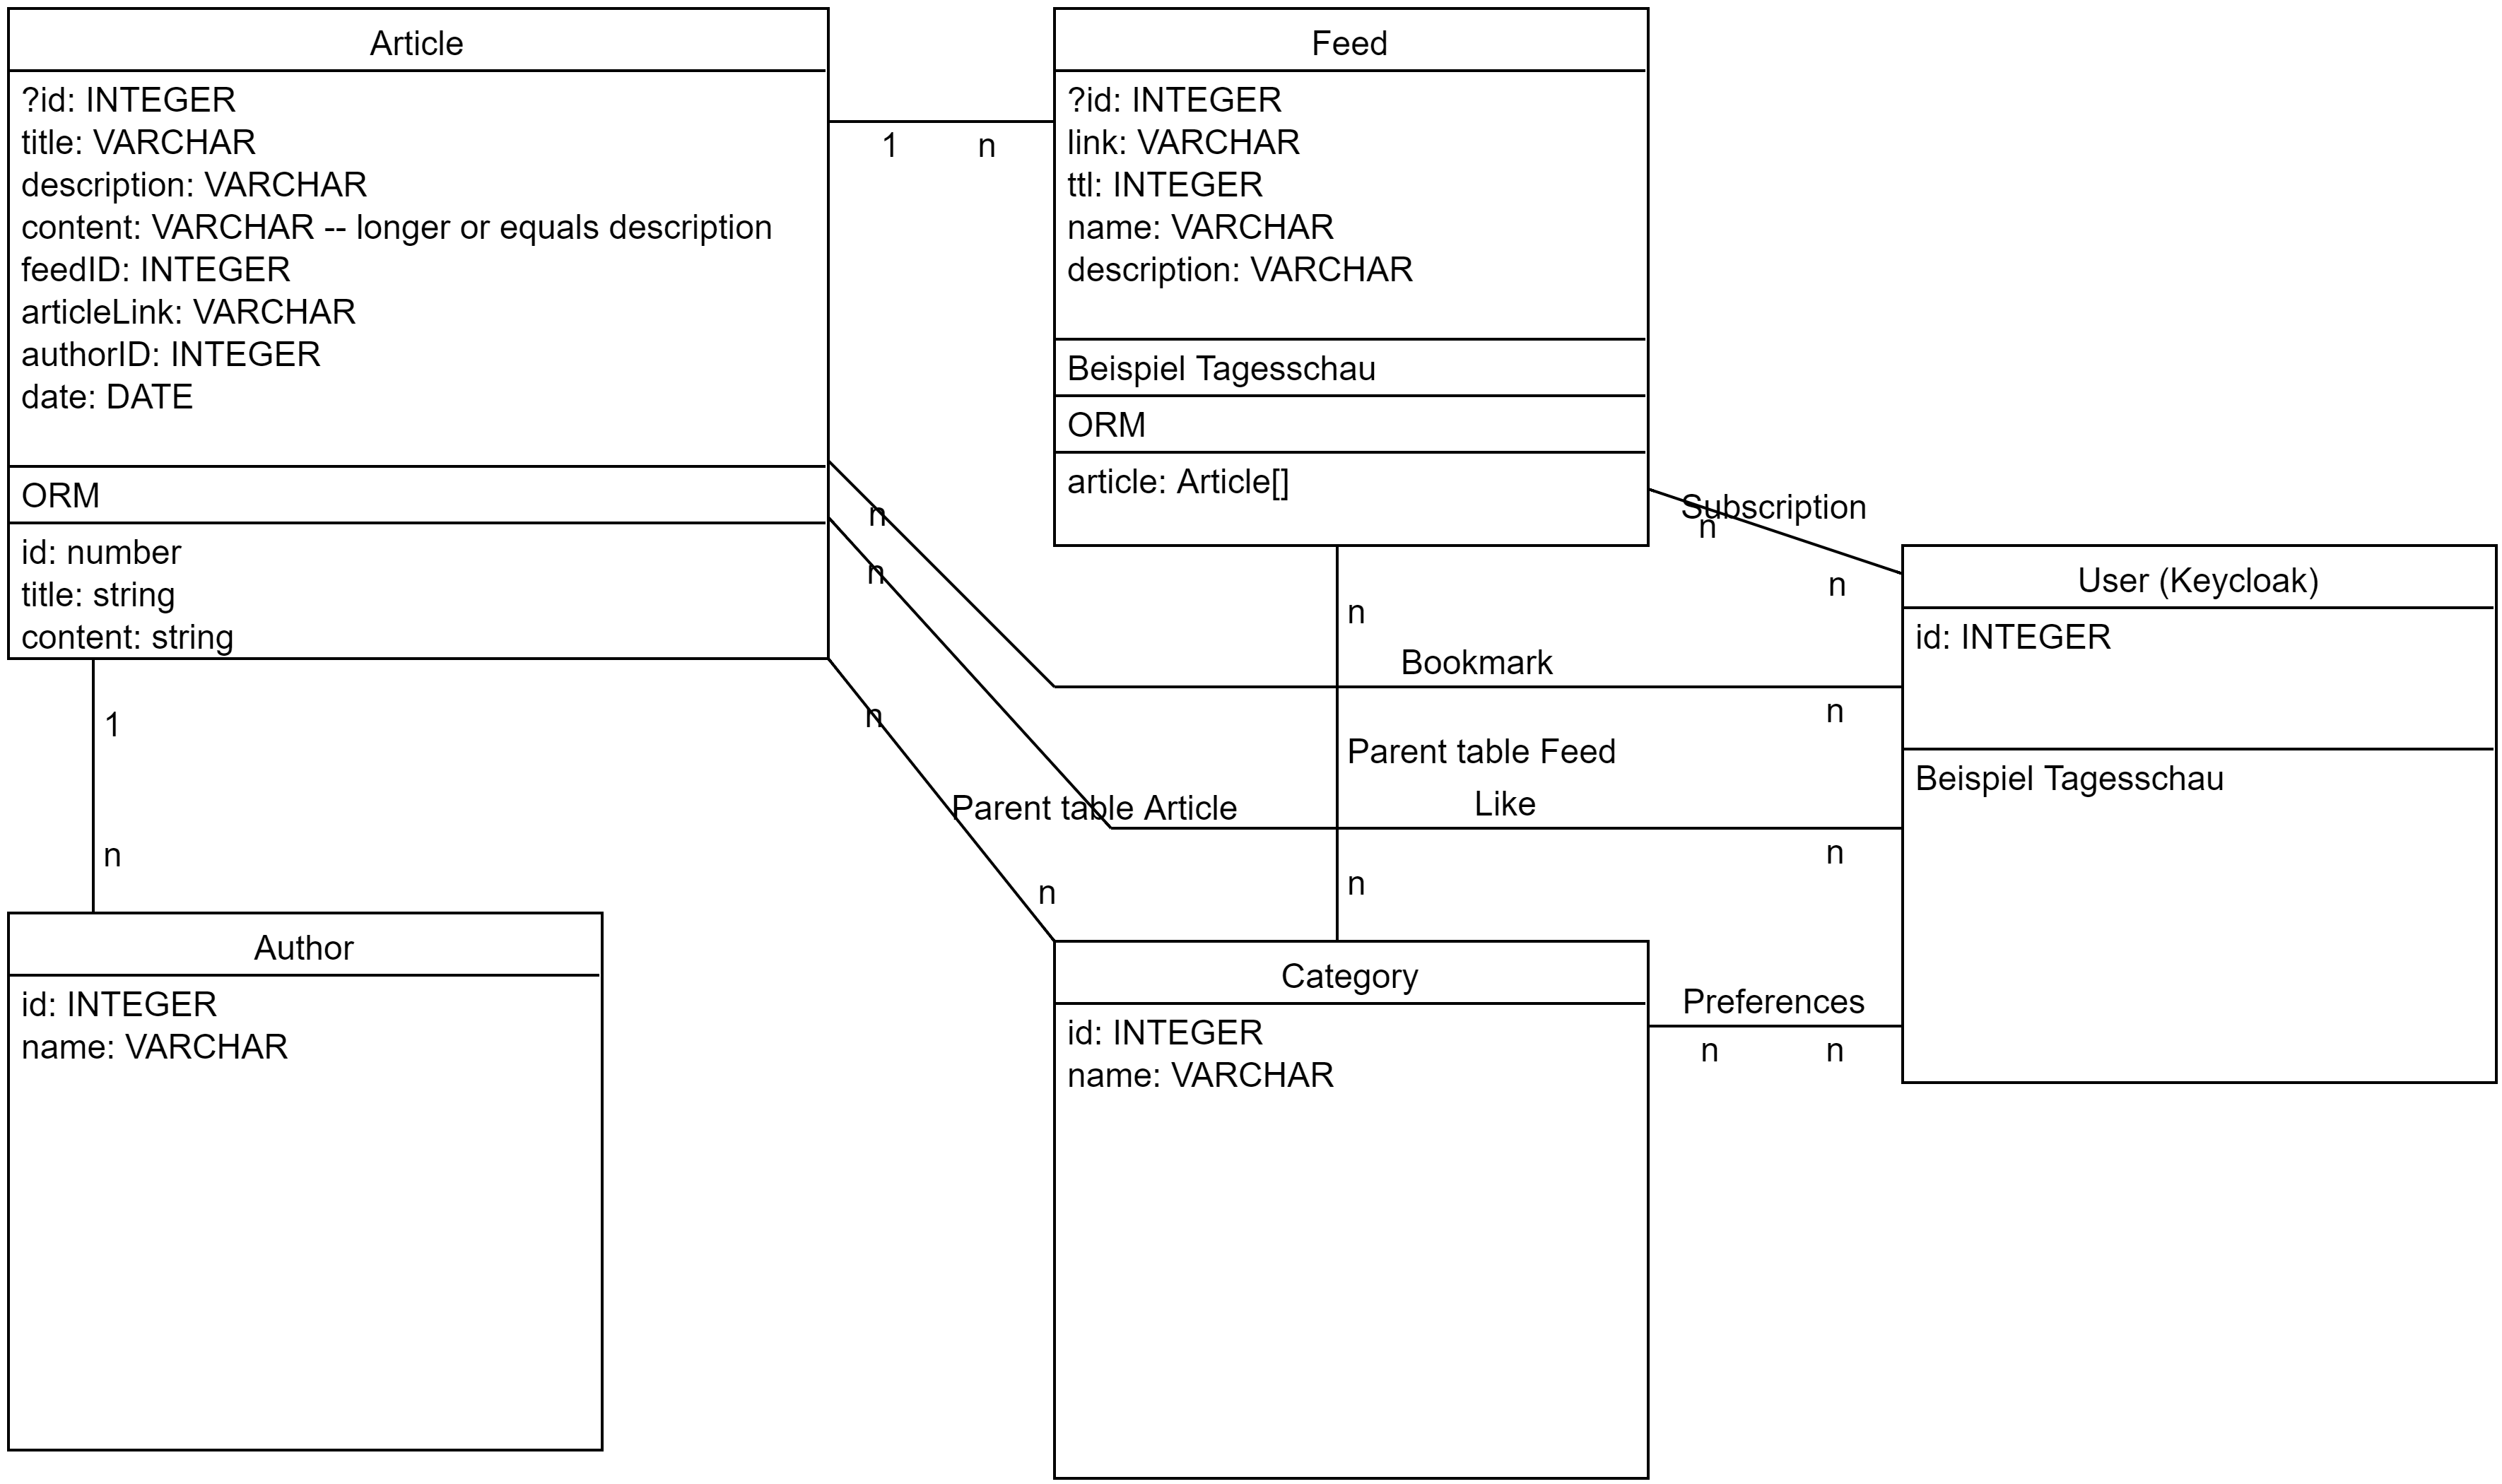 Article
?id: INTEGER
title: VARCHAR
description: VARCHAR
content: VARCHAR -- longer or equals description
feedID: INTEGER
articleLink: VARCHAR
authorID: INTEGER
date: DATE
ORM
id: number
title: string
content: string
1
n
Feed
?id: INTEGER
link: VARCHAR
ttl: INTEGER
name: VARCHAR
description: VARCHAR
Beispiel Tagesschau
ORM
article: Article[]
Subscription
n
n
n
n
n
n
Bookmark
n
Parent table Feed
Like
Parent table Article
n
n
n
User (Keycloak)
id: INTEGER
Beispiel Tagesschau
1
n
Author
id: INTEGER
name: VARCHAR
Category
id: INTEGER
name: VARCHAR
Preferences
n
n